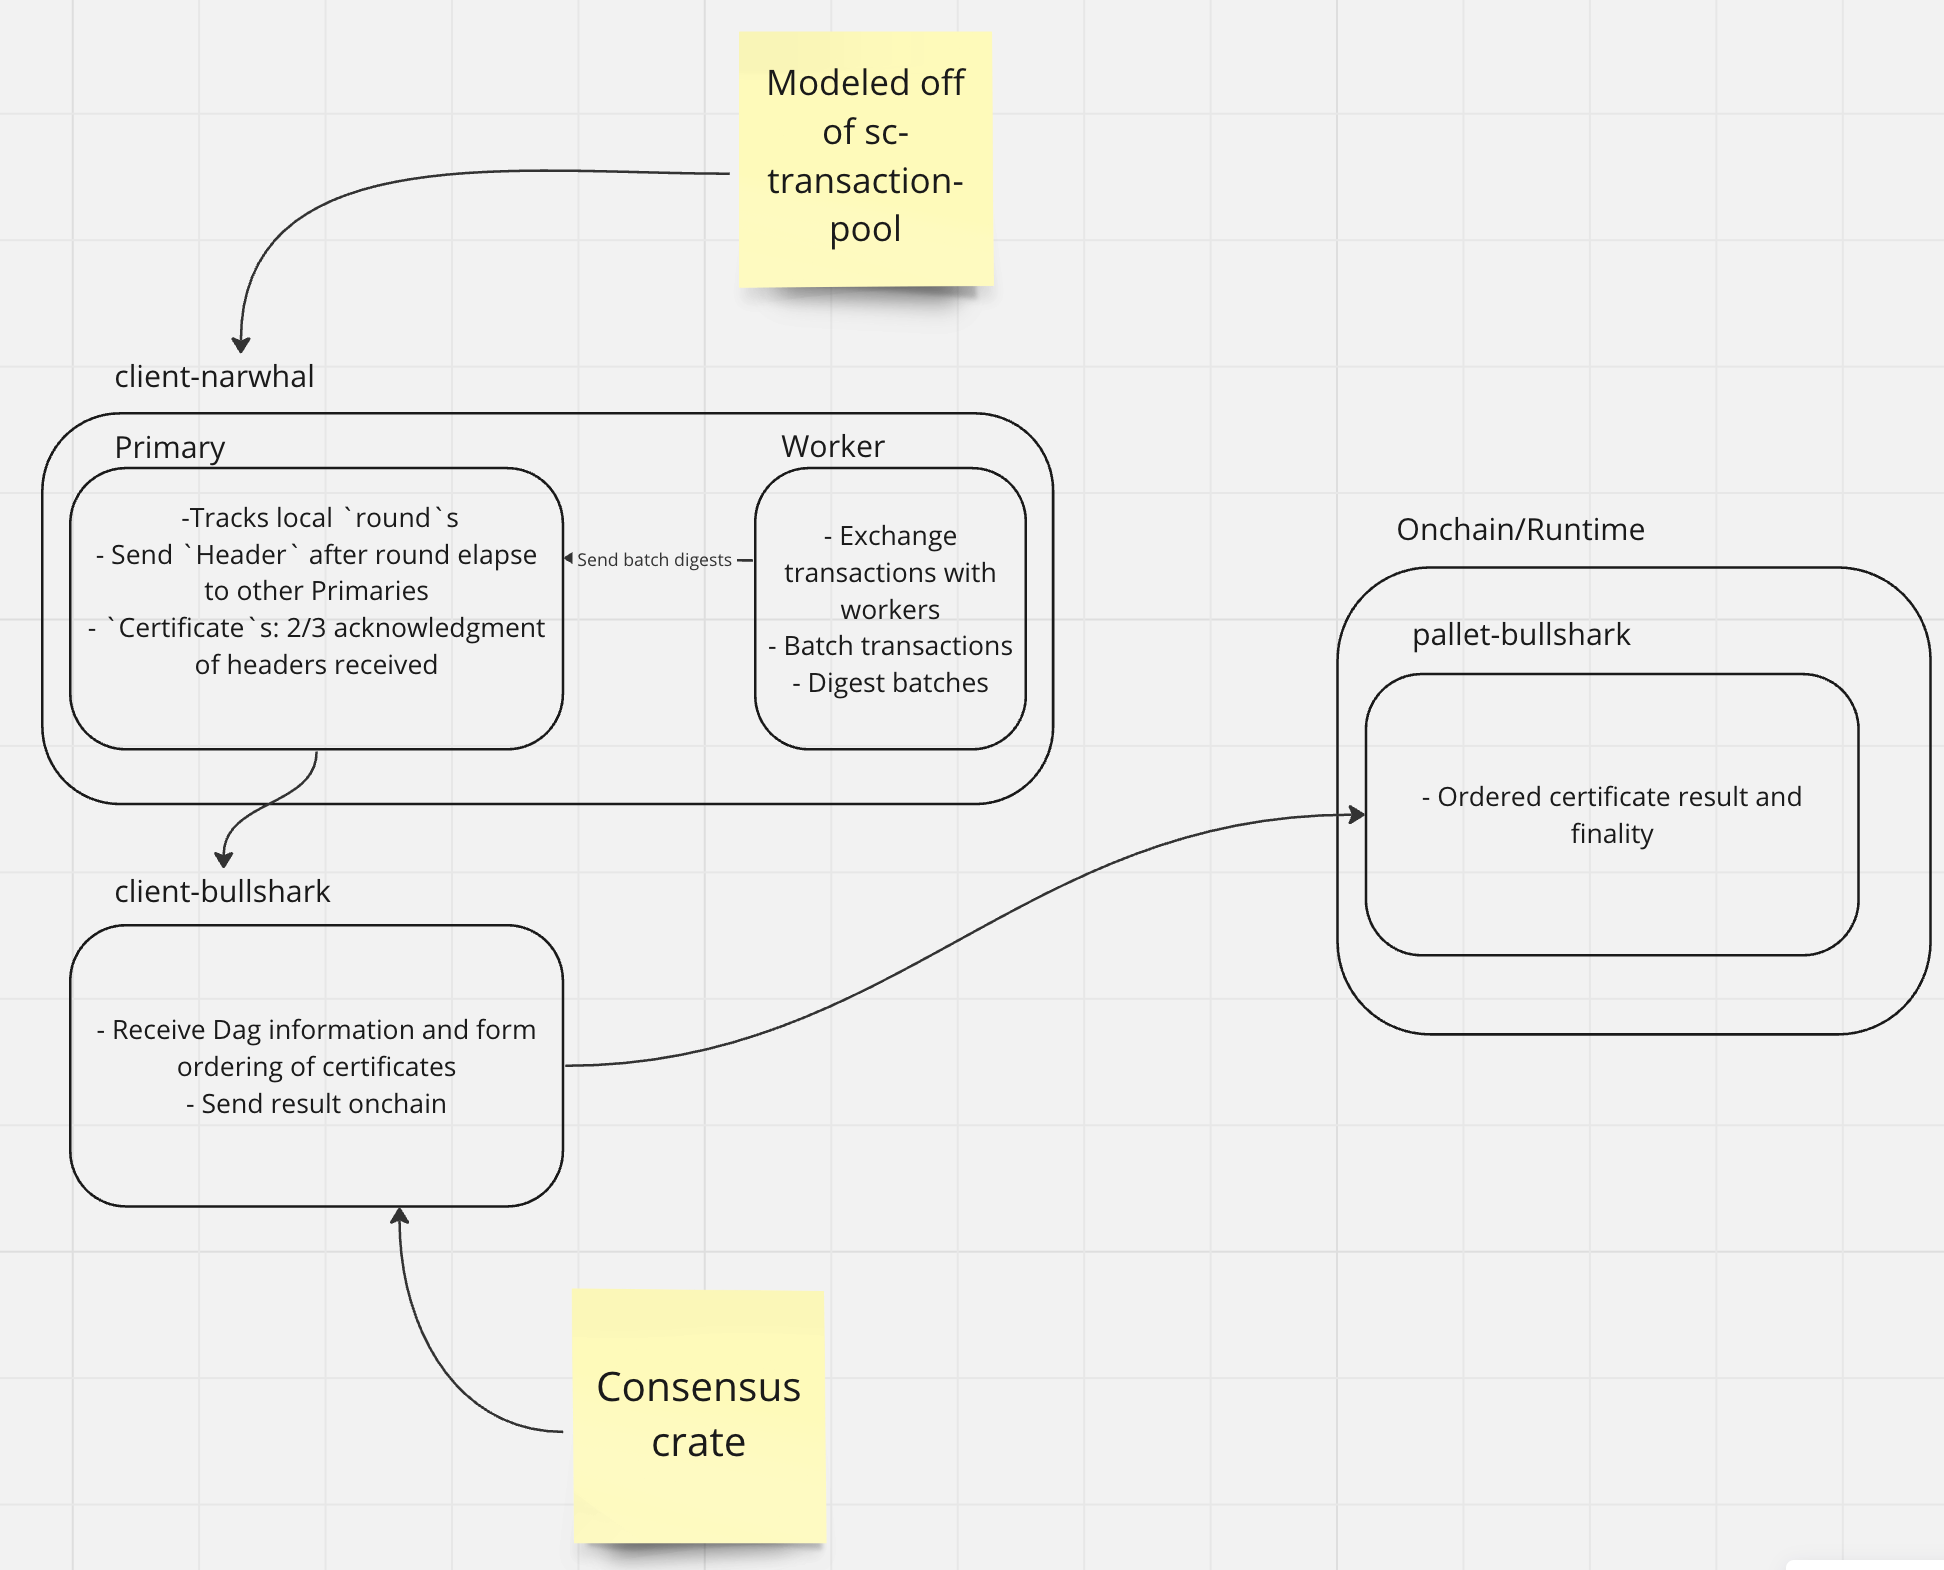 Modeled off
of sc-
transaction-
pool
client-narwhal
Primary
-Tracks local `round`s
- Send `Header` after round elapse
to other Primaries
- `Certificate`s: 2/3 acknowledgment
of headers received
Send batch digests
Worker
- Exchange
transactions with
workers
- Batch transactions
- Digest batches
Onchain/Runtime
pallet-bullshark
- Ordered certificate result and
finality
client-bullshark
- Receive Dag information and form
ordering of certificates
- Send result onchain
Consensus
crate